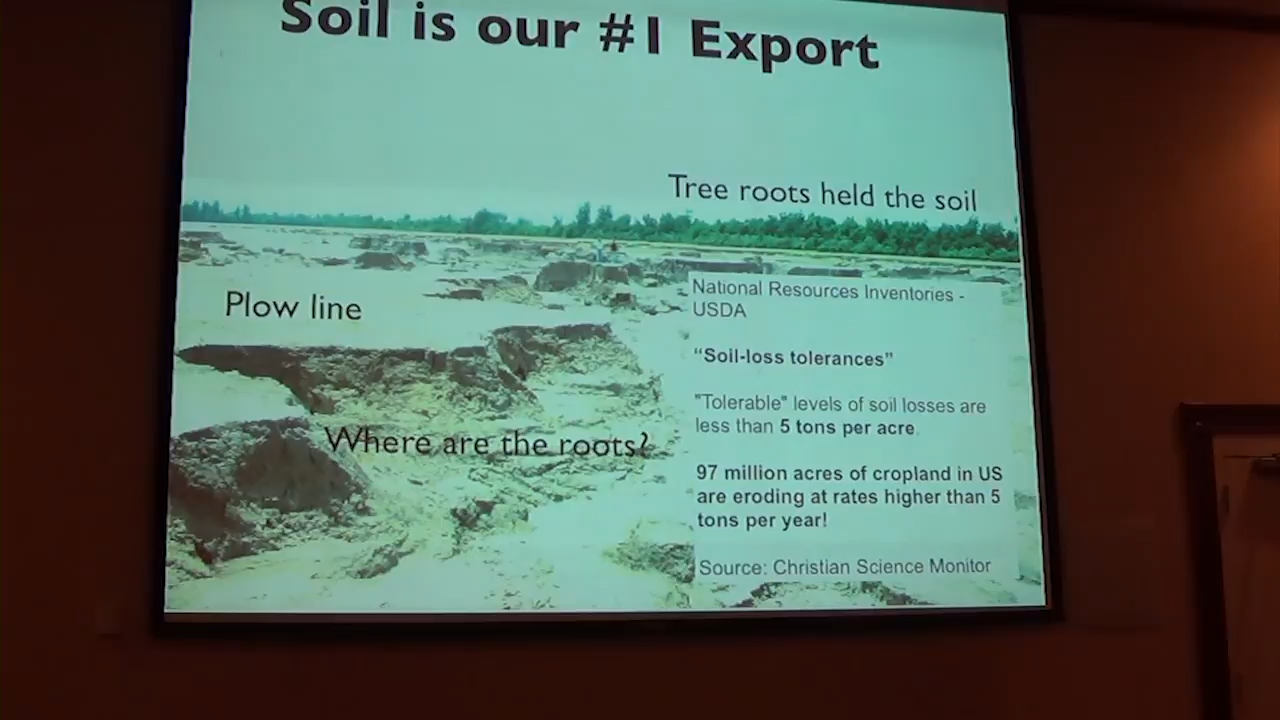 Soil is our #1 Export
Tree roots held the soil
Plow line
Where are the roots?
National Resources Inventories -
USDA
“Soil-loss tolerances”
"Tolerable" levels of soil losses are
less than 5 tons per acre.
97 million acres of cropland in US
are eroding at rates higher than 5
tons per year!
Source: Christian Science Monitor